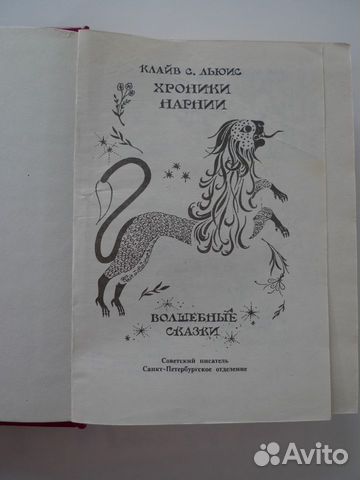 КЛАЙВ С. ЛЬЮИС
ХРОНИКИ
НАРНИИ
ВОЛШЕБНЫЕ
СКАЗКИ
Советский писатель
Санкт-Петербургское отделение
Avito